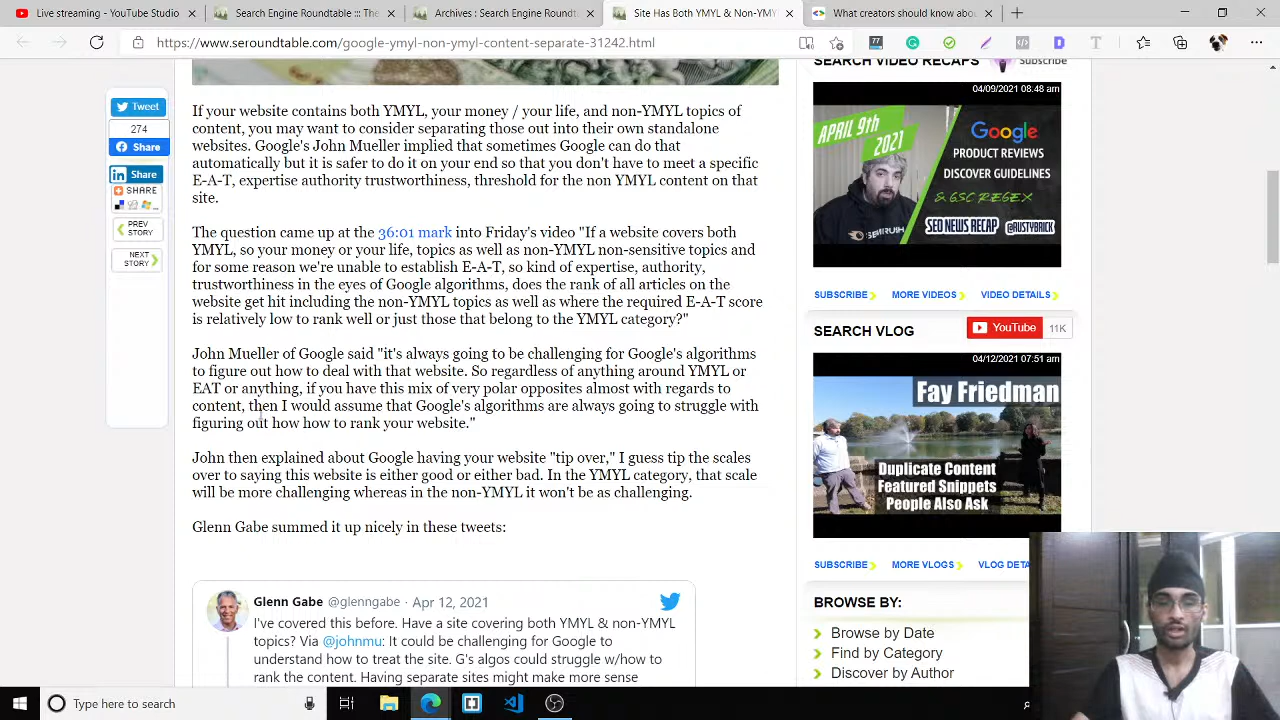 Live streaming - YouTube Studio
Search Engine Roundtable ::: The
Archives : Search Engine Roundt
Site Has Both YMYL & Non-YMY
What creators should know abou
https://www.seroundtable.com/google-ymyl-non-ymyl-content-separate-31242.html
77
Tweet
274
Share
Share
SHARE
PREV
STORY
NEXT
STORY
If your website contains both YMYL, your money / your life, and non-YMYL topics of
content, you may want to consider separating those out into their own standalone
websites. Google's John Mueller implied that sometimes Google can do that
automatically but it is safer to do it on your end so that you don't have to meet a specific
E-A-T, expertise authority trustworthiness, threshold for the non YMYL content on that
site.
The question came up at the 36:01 mark into Friday's video "If a website covers both
YMYL, so your money or your life, topics as well as non-YMYL non-sensitive topics and
for some reason we're unable to establish E-A-T, so kind of expertise, authority,
trustworthiness in the eyes of Google algorithms, does the rank of all articles on the
website get hit including the non-YMYL topics as well as where the required E-A-T score
is relatively low to rank well or just those that belong to the YMYL category?"
John Mueller of Google said "it's always going to be challenging for Google's algorithms
to figure out how to deal with that website. So regardless of anything around YMYL or
EAT or anything, if you have this mix of very polar opposites almost with regards to
content, then I would assume that Google's algorithms are always going to struggle with
figuring out how how to rank your website."
John then explained about Google having your website "tip over," I guess tip the scales
over to saying this website is either good or either bad. In the YMYL category, that scale
will be more challenging whereas in the non-YMYL it won't be as challenging.
Glenn Gabe summed it up nicely in these tweets:
Glenn Gabe @glenngabe · Apr 12, 2021
I've covered this before. Have a site covering both YMYL & non-YMYL
topics? Via @johnmu: It could be challenging for Google to
understand how to treat the site. G's algos could struggle w/how to
rank the content. Having separate sites might make more sense
SEARCH VIDEO RECAPS
Subscribe
04/09/2021 08:48 am
APRIL 9th
2021
Google
PRODUCT REVIEWS
DISCOVER GUIDELINES
& GSC REGEX
SEO NEWS RECAP @RUSTYBRICK
SEMRUSH
SUBSCRIBE
MORE VIDEOS
VIDEO DETAILS
SEARCH VLOG
YouTube 11K
04/12/2021 07:51 am
Fay Friedman
Duplicate Content
Featured Snippets
People Also Ask
SUBSCRIBE
MORE VLOGS
VLOG DETA
BROWSE BY:
Browse by Date
Find by Category
Discover by Author
Type here to search